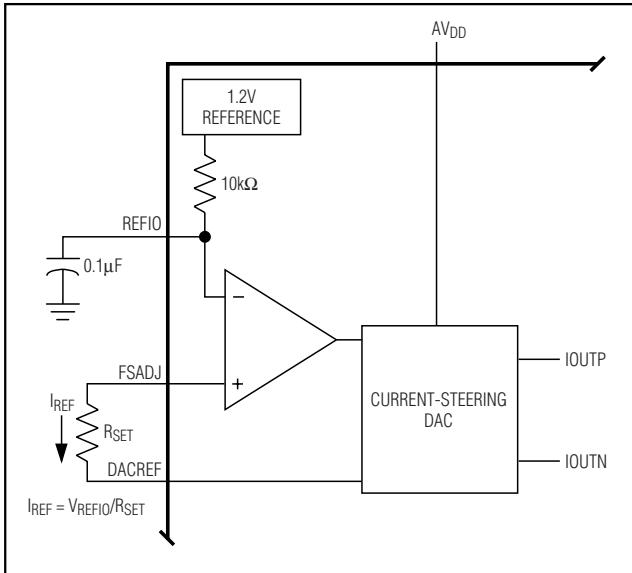 AVDD
1.2V
REFERENCE
10kΩ
REFIO
0.1µF
−
FSADJ
+
IREF
RSET
CURRENT-STEERING
DAC
IOUTP
DACREF
IOUTN
IREF = VREFIO/RSET